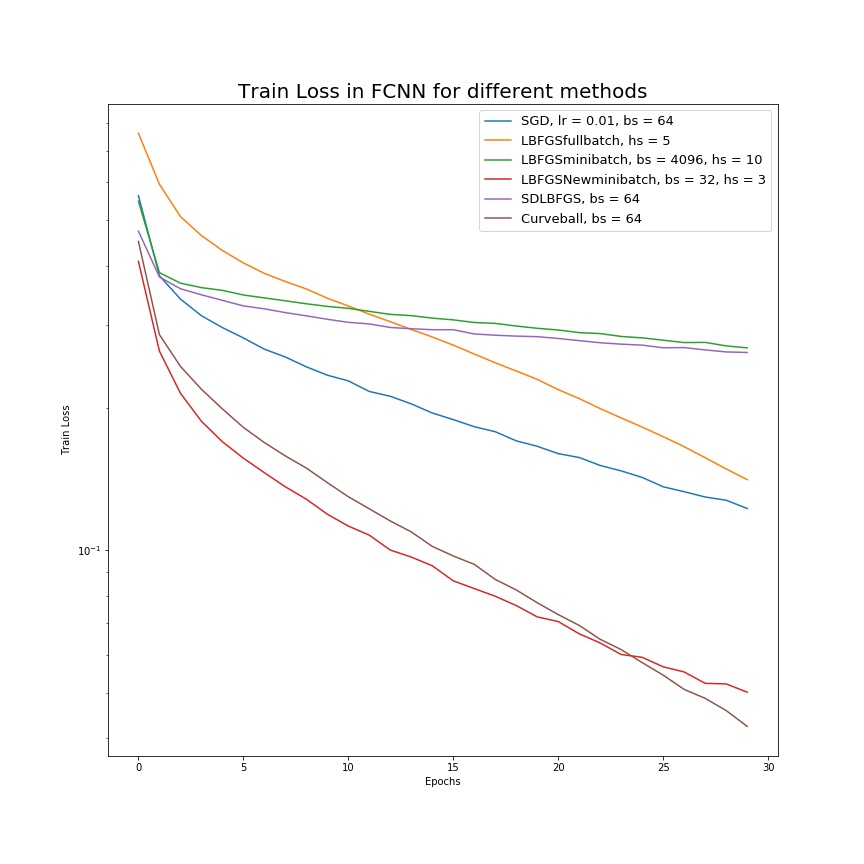 Train Loss in FCNN for different methods
SGD, lr = 0.01, bs = 64
LBFGSfullbatch, hs = 5
LBFGSminibatch, bs = 4096, hs = 10
LBFGSNewminibatch, bs = 32, hs = 3
SDLBFGS, bs = 64
Curveball, bs = 64
Train Loss
10⁻¹
0 5 10 15 20 25 30
Epochs